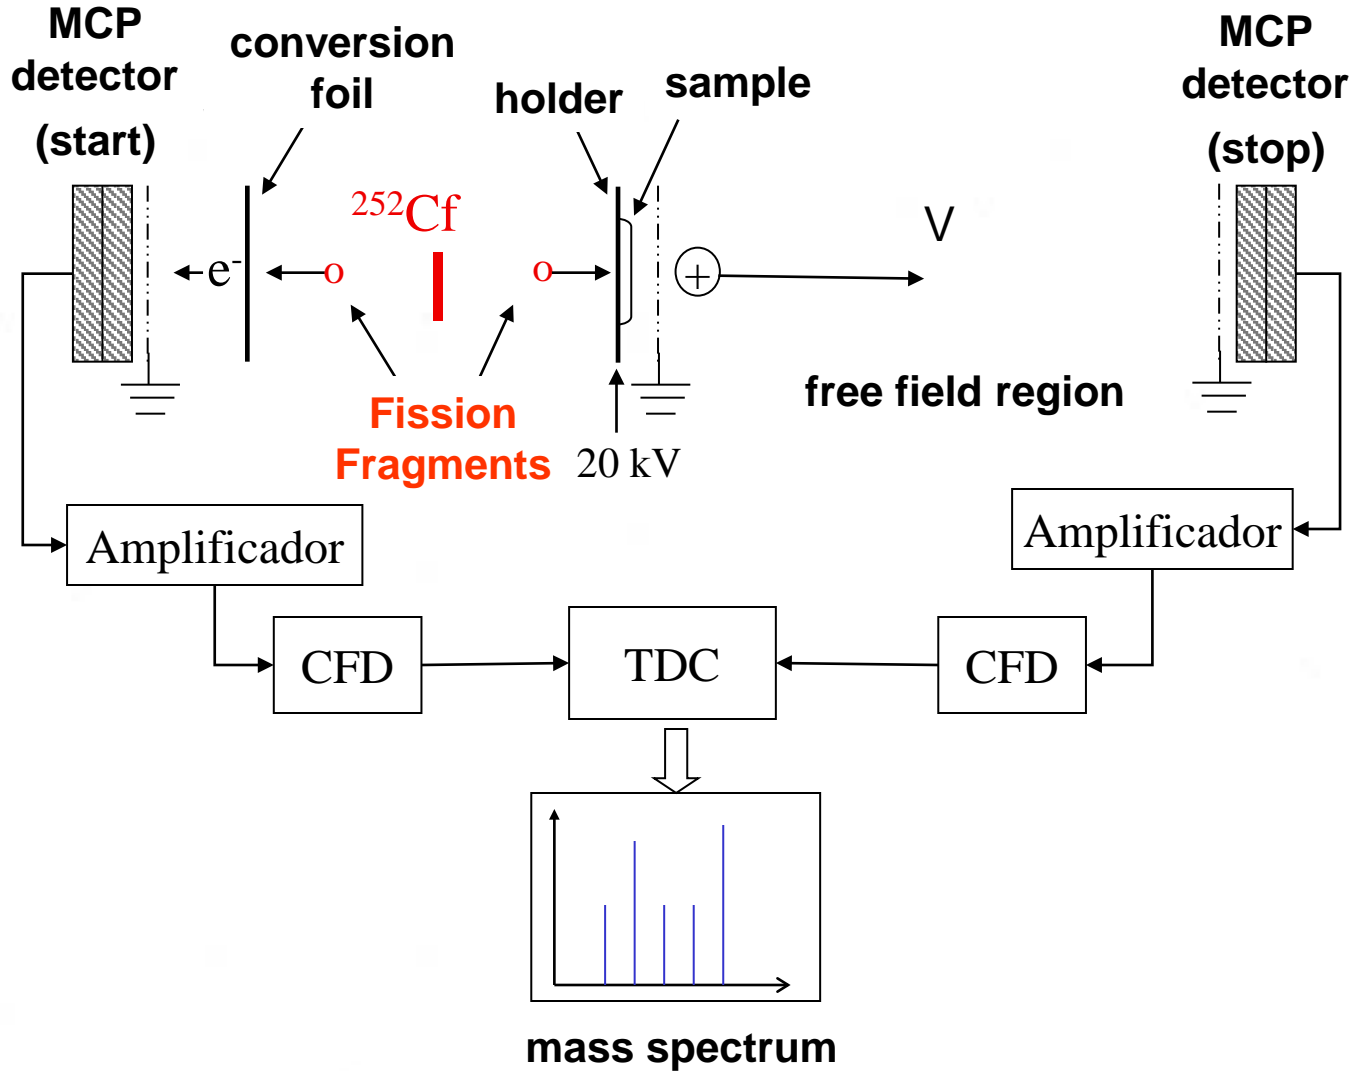 MCP
detector
(start)
conversion
foil
holder
sample
MCP
detector
(stop)
²⁵²Cf
e⁻
o
o
+
V
free field region
Fission
Fragments
20 kV
Amplificador
Amplificador
CFD
TDC
CFD
mass spectrum